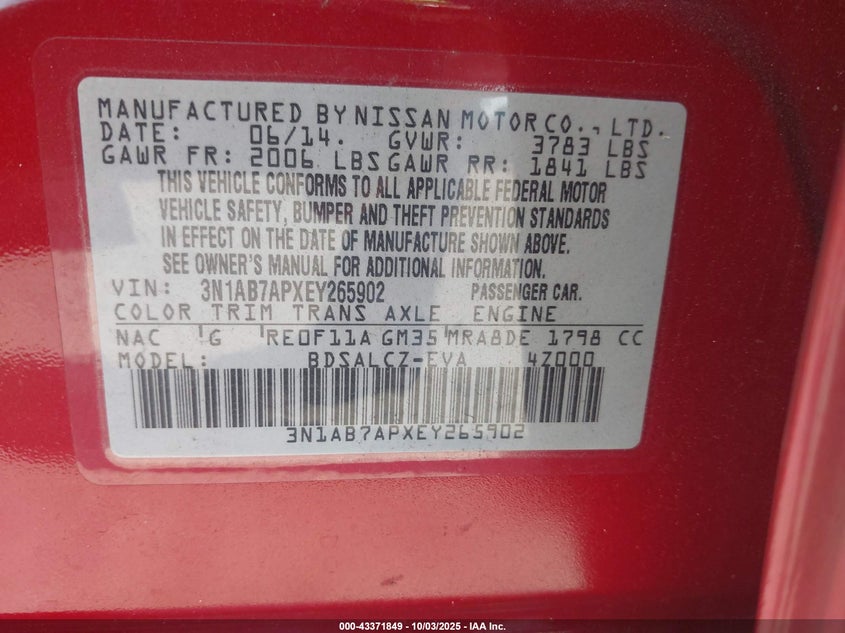 MANUFACTURED BY NISSAN MOTOR CO., LTD.
DATE: 06/14. GVWR: 3783 LBS
GAWR FR: 2006 LBS GAWR RR: 1841 LBS
THIS VEHICLE CONFORMS TO ALL APPLICABLE FEDERAL MOTOR
VEHICLE SAFETY, BUMPER AND THEFT PREVENTION STANDARDS
IN EFFECT ON THE DATE OF MANUFACTURE SHOWN ABOVE.
SEE OWNER'S MANUAL FOR ADDITIONAL INFORMATION.
VIN: 3N1AB7APXEY265902 PASSENGER CAR.
COLOR TRIM TRANS AXLE ENGINE
NAC G RE0F11A GM35 MRA8DE 1798 CC
MODEL: BDSALCZ-EVA 4Z000
3N1AB7APXEY265902
000-43371849 | 10/03/2025 | IAA Inc.